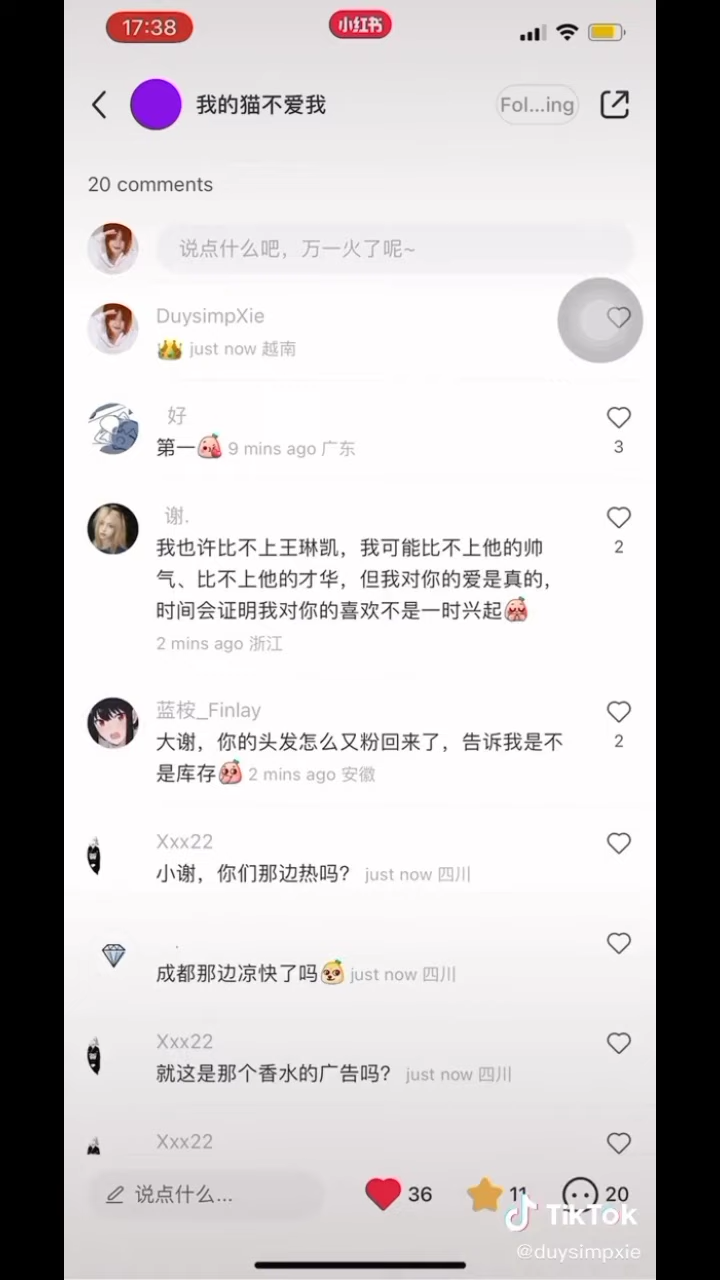 17:38
小红书
我的猫不爱我
Fol...ing
20 comments
说点什么吧，万一火了呢~
DuysimpXie
just now 越南
好
第一 9 mins ago 广东
3
谢.
我也许比不上王琳凯，我可能比不上他的帅
2
气、比不上他的才华，但我对你的爱是真的，
时间会证明我对你的喜欢不是一时兴起
2 mins ago 浙江
蓝桉_Finlay
大谢，你的头发怎么又粉回来了，告诉我是不
2
是库存 2 mins ago 安徽
Xxx22
小谢，你们那边热吗？ just now 四川
.
成都那边凉快了吗 just now 四川
Xxx22
就这是那个香水的广告吗？ just now 四川
Xxx22
说点什么...
36
11
20
TikTok
@duysimpxie